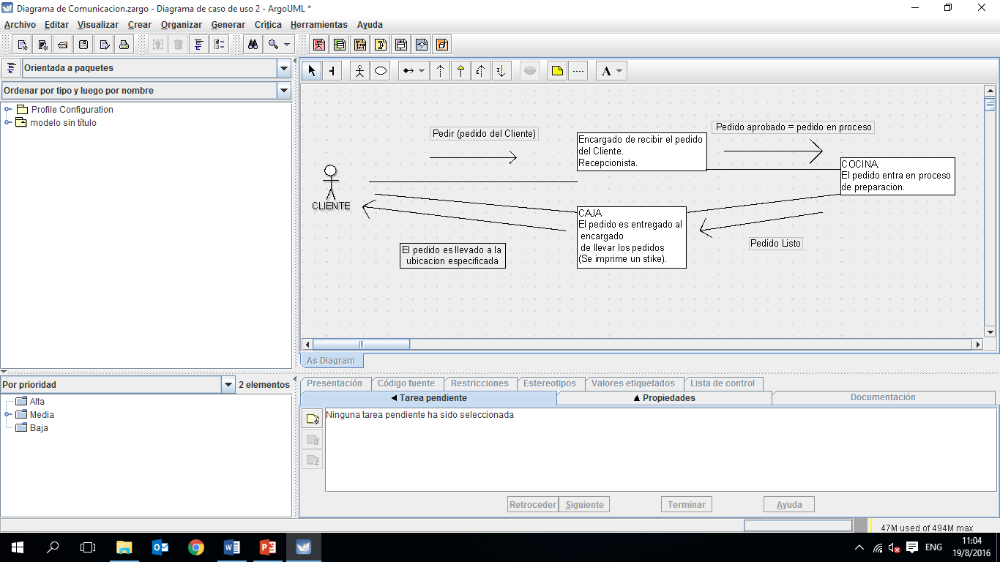 Diagrama de Comunicacion.zargo - Diagrama de caso de uso 2 - ArgoUML *
Archivo Editar Visualizar Crear Organizar Generar Crítica Herramientas Ayuda
Orientada a paquetes
Ordenar por tipo y luego por nombre
Profile Configuration
modelo sin título
A
Pedir (pedido del Cliente)
Encargado de recibir el pedido
del Cliente.
Recepcionista.
Pedido aprobado = pedido en proceso
COCINA
El pedido entra en proceso
de preparacion.
CLIENTE
CAJA
El pedido es entregado al
encargado
de llevar los pedidos
(Se imprime un stike).
Pedido Listo
El pedido es llevado a la
ubicacion especificada
As Diagram
Por prioridad
2 elementos
Alta
Media
Baja
Presentación Código fuente Restricciones Estereotipos Valores etiquetados Lista de control
Tarea pendiente Propiedades Documentación
Ninguna tarea pendiente ha sido seleccionada
Retroceder Siguiente Terminar Ayuda
47M used of 494M max
ENG
11:04
19/8/2016